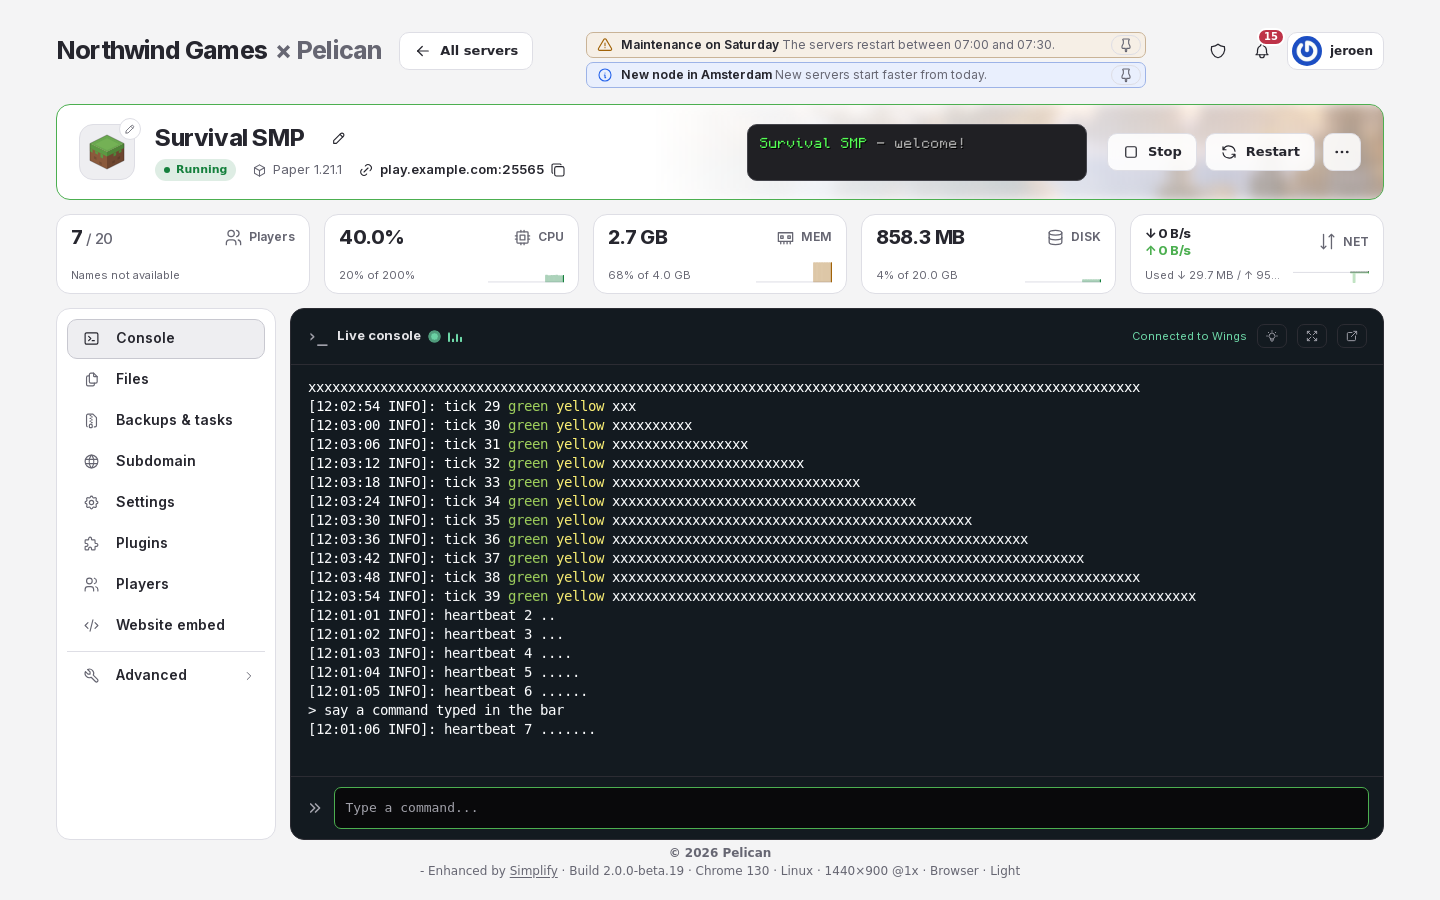 Northwind Games × Pelican
All servers
Maintenance on Saturday The servers restart between 07:00 and 07:30.
New node in Amsterdam New servers start faster from today.
15
jeroen
Survival SMP
Running
Paper 1.21.1
play.example.com:25565
Survival SMP - welcome!
Stop
Restart
7 / 20
Players
Names not available
40.0%
CPU
20% of 200%
2.7 GB
MEM
68% of 4.0 GB
858.3 MB
DISK
4% of 20.0 GB
↓ 0 B/s
↑ 0 B/s
NET
Used ↓ 29.7 MB / ↑ 95...
Console
Files
Backups & tasks
Subdomain
Settings
Plugins
Players
Website embed
Advanced
Live console
Connected to Wings
xxxxxxxxxxxxxxxxxxxxxxxxxxxxxxxxxxxxxxxxxxxxxxxxxxxxxxxxxxxxxxxxxxxxxxxxxxxxxxxxxxxxxxxxxxxxxxxxxxxxxxxx
[12:02:54 INFO]: tick 29 green yellow xxx
[12:03:00 INFO]: tick 30 green yellow xxxxxxxxxx
[12:03:06 INFO]: tick 31 green yellow xxxxxxxxxxxxxxxxx
[12:03:12 INFO]: tick 32 green yellow xxxxxxxxxxxxxxxxxxxxxxxx
[12:03:18 INFO]: tick 33 green yellow xxxxxxxxxxxxxxxxxxxxxxxxxxxxxxx
[12:03:24 INFO]: tick 34 green yellow xxxxxxxxxxxxxxxxxxxxxxxxxxxxxxxxxxxxxx
[12:03:30 INFO]: tick 35 green yellow xxxxxxxxxxxxxxxxxxxxxxxxxxxxxxxxxxxxxxxxxxxxx
[12:03:36 INFO]: tick 36 green yellow xxxxxxxxxxxxxxxxxxxxxxxxxxxxxxxxxxxxxxxxxxxxxxxxxxxx
[12:03:42 INFO]: tick 37 green yellow xxxxxxxxxxxxxxxxxxxxxxxxxxxxxxxxxxxxxxxxxxxxxxxxxxxxxxxxxxx
[12:03:48 INFO]: tick 38 green yellow xxxxxxxxxxxxxxxxxxxxxxxxxxxxxxxxxxxxxxxxxxxxxxxxxxxxxxxxxxxxxxxxxx
[12:03:54 INFO]: tick 39 green yellow xxxxxxxxxxxxxxxxxxxxxxxxxxxxxxxxxxxxxxxxxxxxxxxxxxxxxxxxxxxxxxxxxxxxxxxxx
[12:01:01 INFO]: heartbeat 2 ..
[12:01:02 INFO]: heartbeat 3 ...
[12:01:03 INFO]: heartbeat 4 ....
[12:01:04 INFO]: heartbeat 5 .....
[12:01:05 INFO]: heartbeat 6 ......
> say a command typed in the bar
[12:01:06 INFO]: heartbeat 7 .......
Type a command...
© 2026 Pelican
- Enhanced by Simplify · Build 2.0.0-beta.19 · Chrome 130 · Linux · 1440×900 @1x · Browser · Light